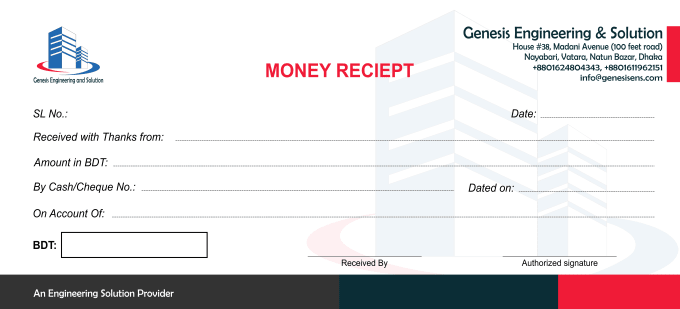 Genesis Engineering and Solution
Genesis Engineering & Solution
House #38, Madani Avenue (100 feet road)
Nayabari, Vatara, Natun Bazar, Dhaka
+8801624804343, +8801611962151
info@genesisens.com
MONEY RECIEPT
SL No.:
Date:
Received with Thanks from:
Amount in BDT:
By Cash/Cheque No.:
Dated on:
On Account Of:
BDT:
Received By
Authorized signature
An Engineering Solution Provider